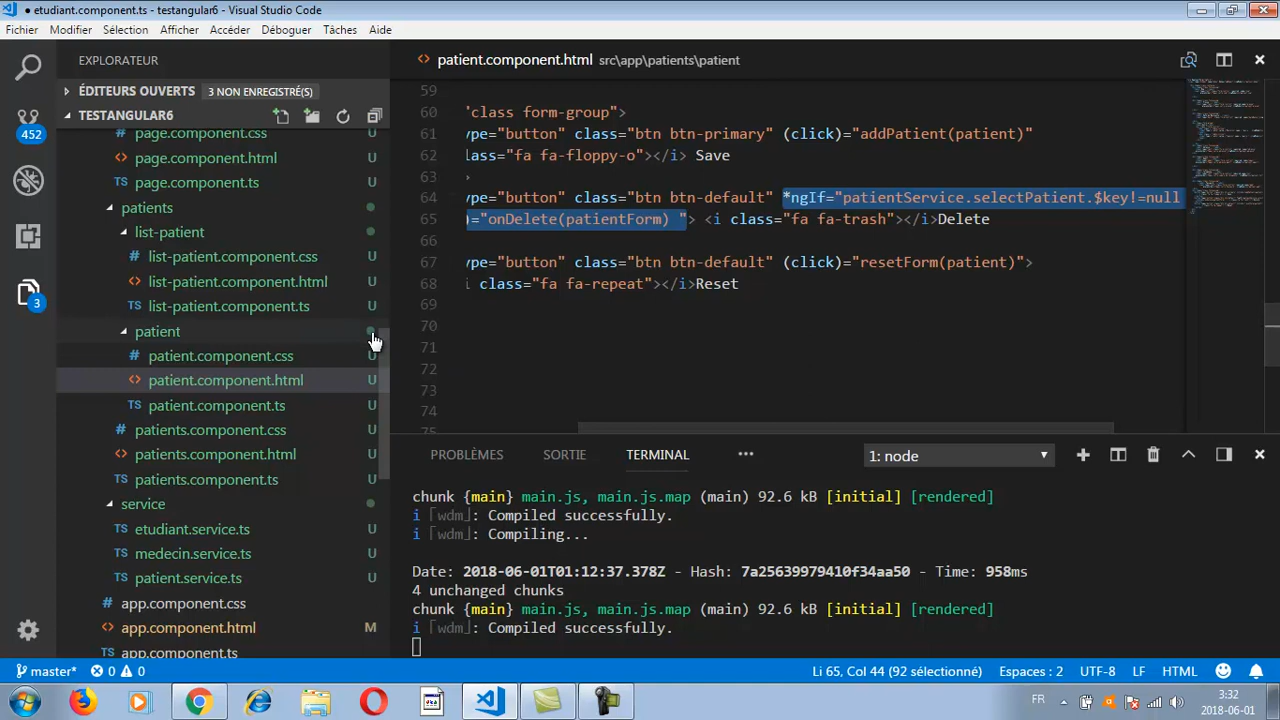 etudiant.component.ts - testangular6 - Visual Studio Code
Fichier Modifier Sélection Afficher Accéder Déboguer Tâches Aide
EXPLORATEUR
ÉDITEURS OUVERTS 3 NON ENREGISTRÉ(S)
TESTANGULAR6
page.component.css U
page.component.html U
page.component.ts U
patients
list-patient
list-patient.component.css U
list-patient.component.html U
TS list-patient.component.ts U
patient
patient.component.css U
patient.component.html U
TS patient.component.ts U
patients.component.css U
patients.component.html U
TS patients.component.ts U
service
TS etudiant.service.ts U
TS medecin.service.ts U
TS patient.service.ts U
app.component.css U
app.component.html M
app.component.ts U
452
3
patient.component.html src\app\patients\patient
59
60 "class form-group">
61 ype="button" class="btn btn-primary" (click)="addPatient(patient)"
62 lass="fa fa-floppy-o"></i> Save
63 >
64 ype="button" class="btn btn-default" *ngIf="patientService.selectPatient.$key!=null
65 ="onDelete(patientForm) "> <i class="fa fa-trash"></i>Delete
66
67 ype="button" class="btn btn-default" (click)="resetForm(patient)">
68 i class="fa fa-repeat"></i>Reset
69
70
71
72
73
74
75
PROBLÈMES SORTIE TERMINAL ••• 1: node
chunk {main} main.js, main.js.map (main) 92.6 kB [initial] [rendered]
i ｢wdm｣: Compiled successfully.
i ｢wdm｣: Compiling...
Date: 2018-06-01T01:12:37.378Z - Hash: 7a25639979410f34aa50 - Time: 958ms
4 unchanged chunks
chunk {main} main.js, main.js.map (main) 92.6 kB [initial] [rendered]
i ｢wdm｣: Compiled successfully.
master* 0 0 Li 65, Col 44 (92 sélectionné) Espaces : 2 UTF-8 LF HTML
FR 3:32
2018-06-01